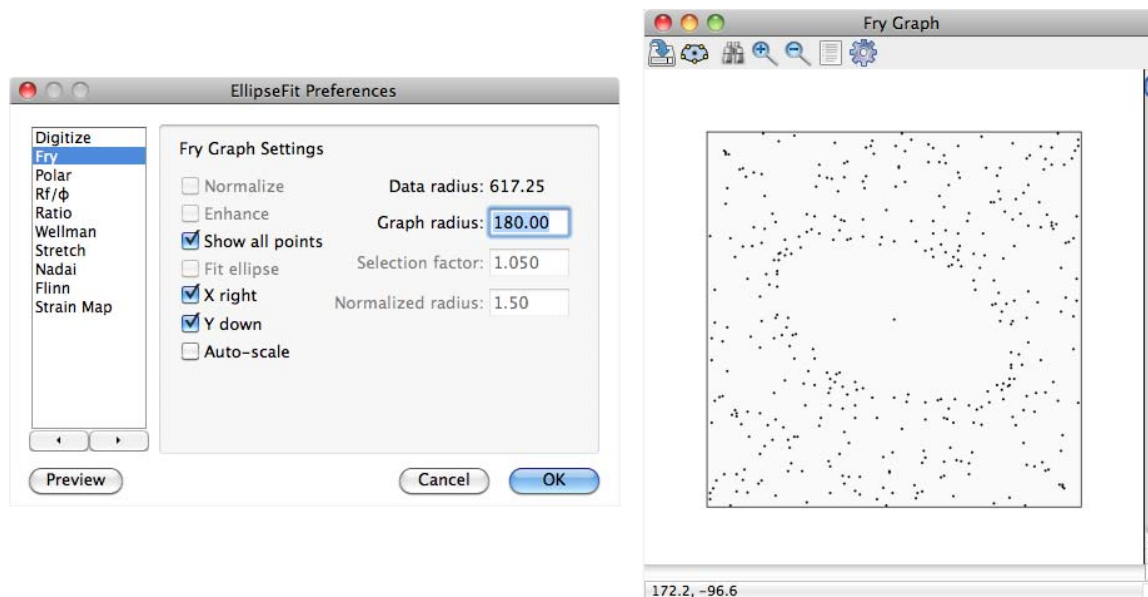 EllipseFit Preferences
Digitize
Fry
Polar
Rf/ϕ
Ratio
Wellman
Stretch
Nadai
Flinn
Strain Map
Fry Graph Settings
Normalize
Enhance
Show all points
Fit ellipse
X right
Y down
Auto-scale
Data radius: 617.25
Graph radius: 180.00
Selection factor: 1.050
Normalized radius: 1.50
Preview
Cancel
OK
Fry Graph
172.2, -96.6